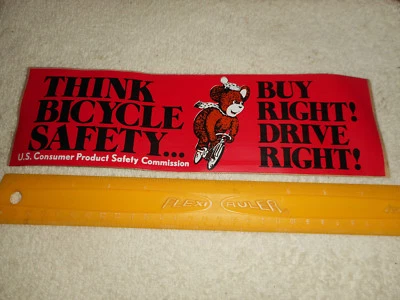 THINK
BICYCLE
SAFETY...
U.S. Consumer Product Safety Commission
BUY
RIGHT!
DRIVE
RIGHT!
FLEXI RULER